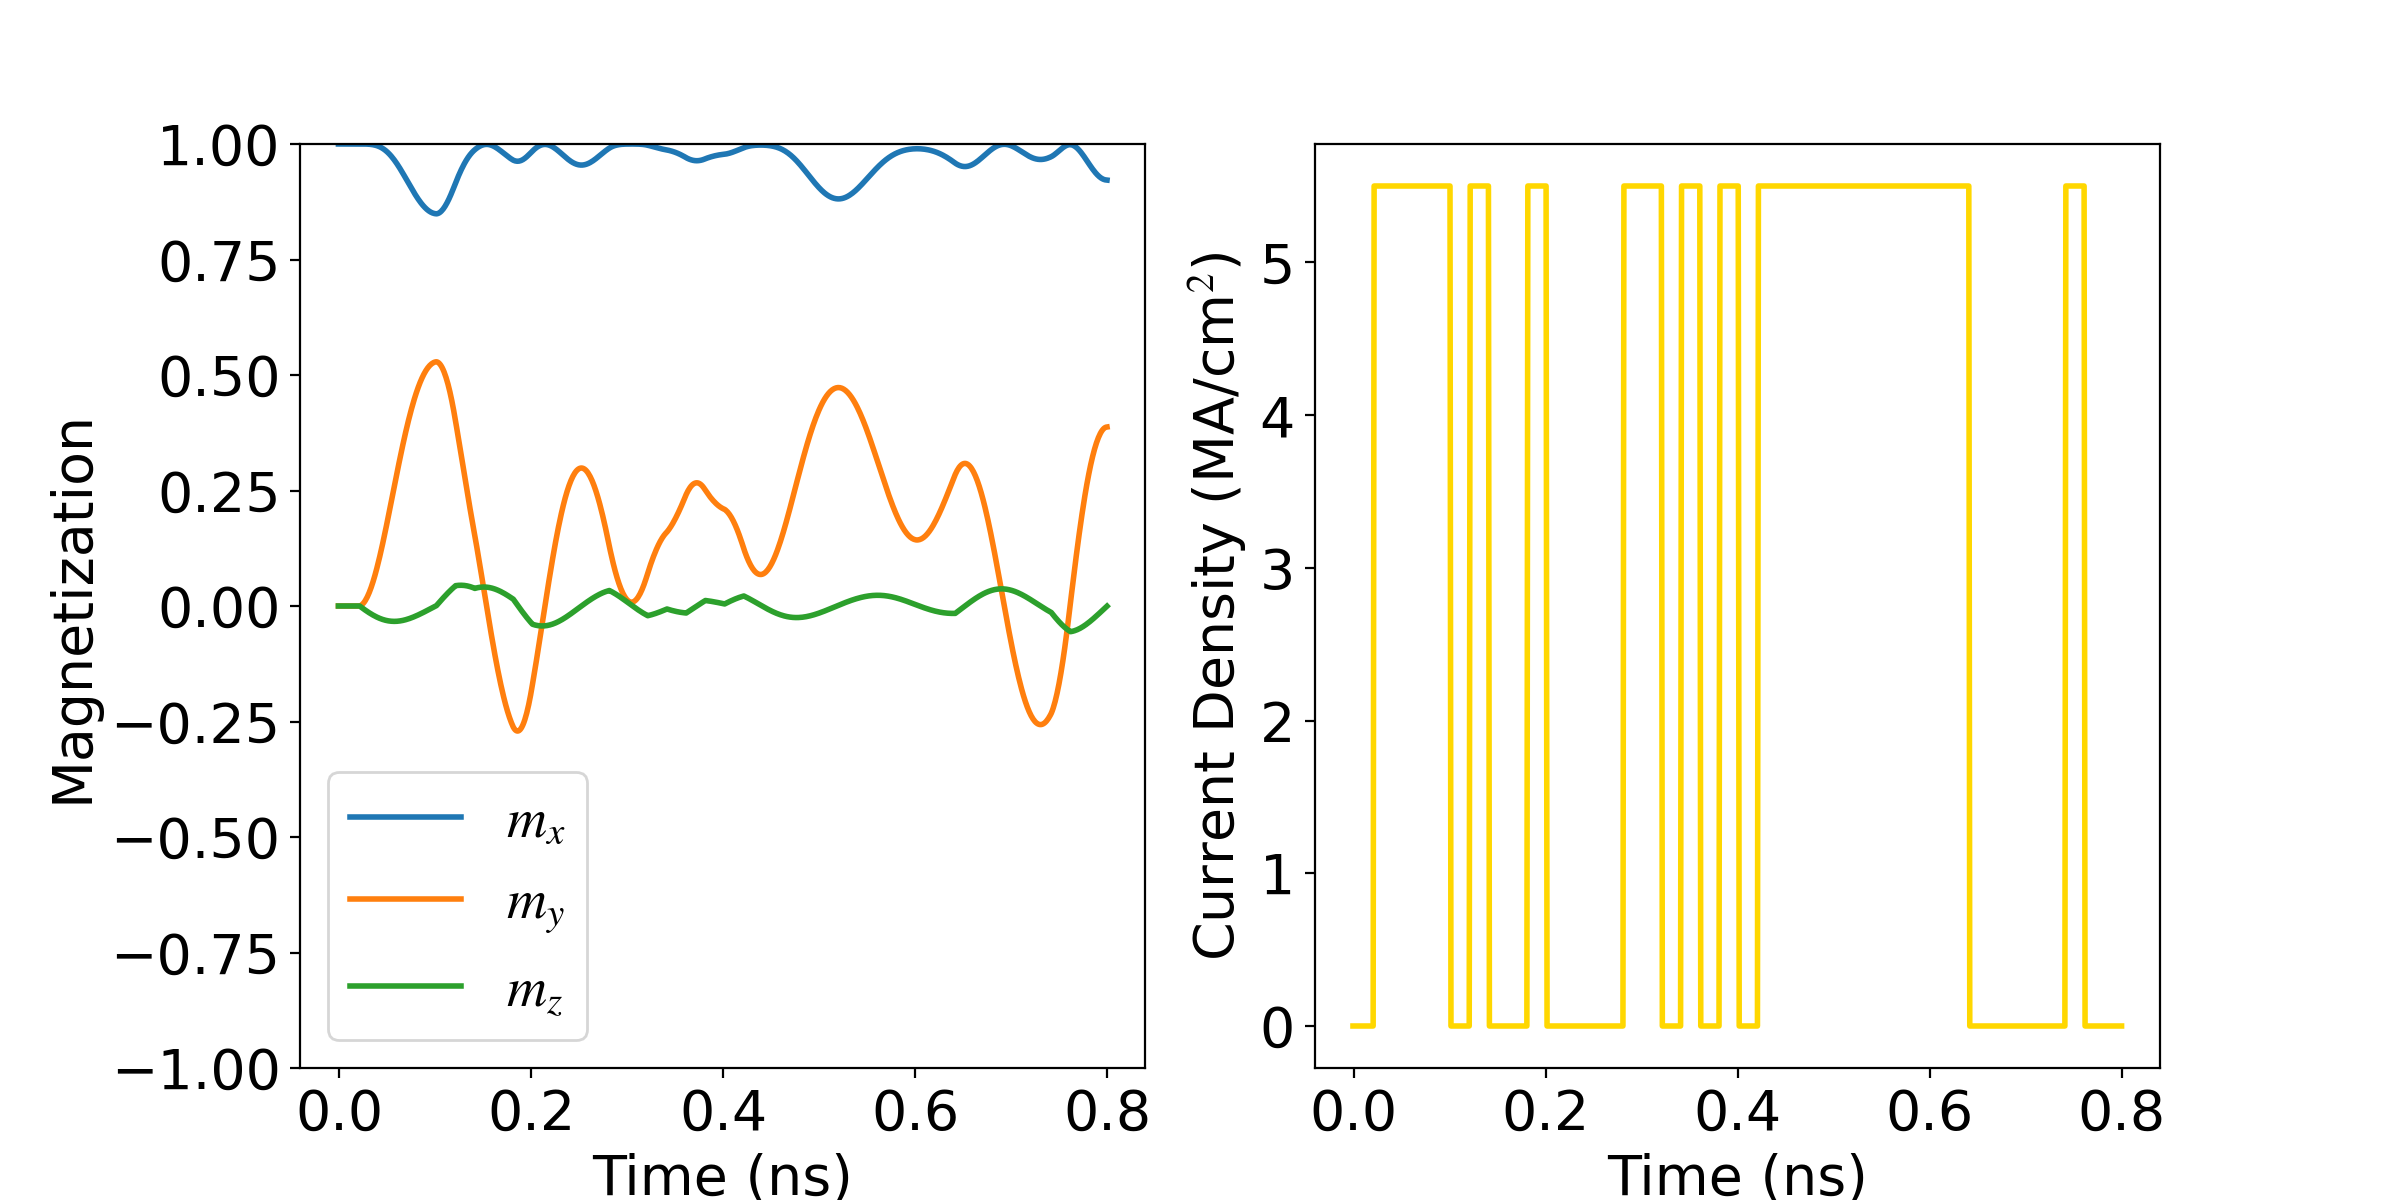 Magnetization
1.00
0.75
0.50
0.25
0.00
−0.25
−0.50
−0.75
−1.00
0.0 0.2 0.4 0.6 0.8
Time (ns)
m_x
m_y
m_z
Current Density (MA/cm²)
5
4
3
2
1
0
0.0 0.2 0.4 0.6 0.8
Time (ns)